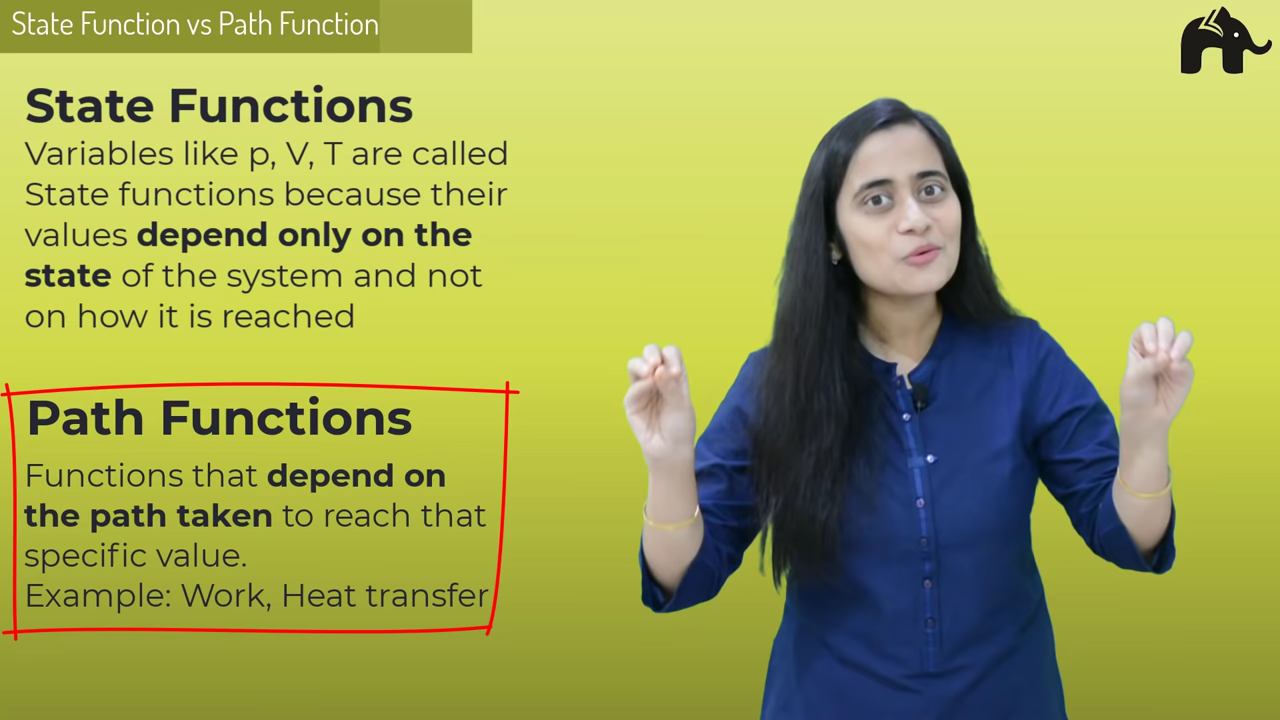 State Function vs Path Function
State Functions
Variables like p, V, T are called
State functions because their
values depend only on the
state of the system and not
on how it is reached
Path Functions
Functions that depend on
the path taken to reach that
specific value.
Example: Work, Heat transfer